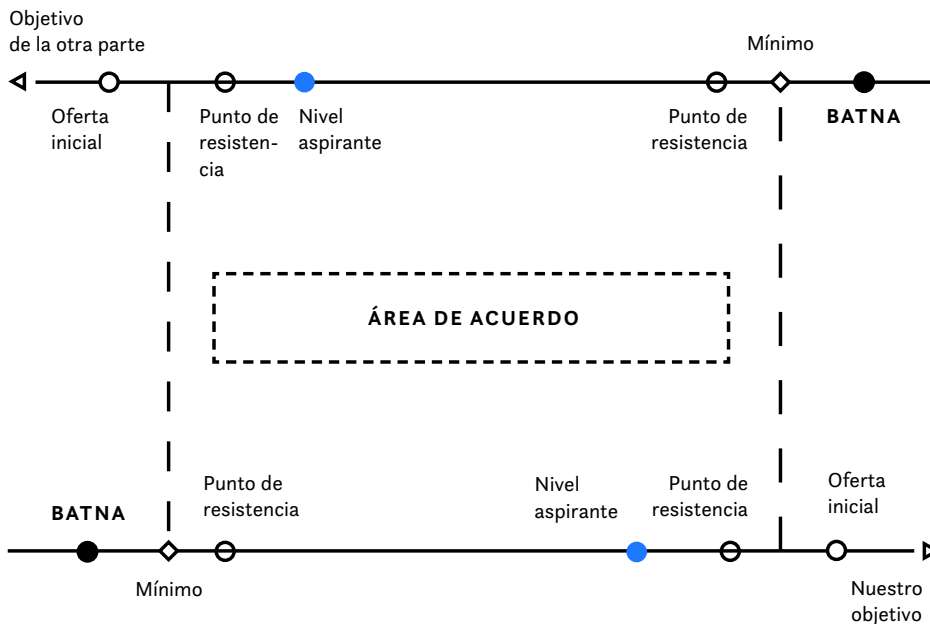 Objetivo
de la otra parte
Mínimo
Oferta
inicial
Punto de
resisten-
cia
Nivel
aspirante
Punto de
resistencia
BATNA
ÁREA DE ACUERDO
BATNA
Punto de
resistencia
Nivel
aspirante
Punto de
resistencia
Oferta
inicial
Mínimo
Nuestro
objetivo